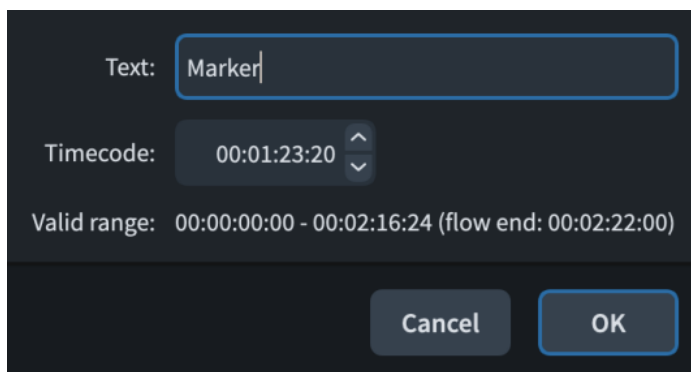 Text: Marker
Timecode: 00:01:23:20
Valid range: 00:00:00:00 - 00:02:16:24 (flow end: 00:02:22:00)
Cancel OK